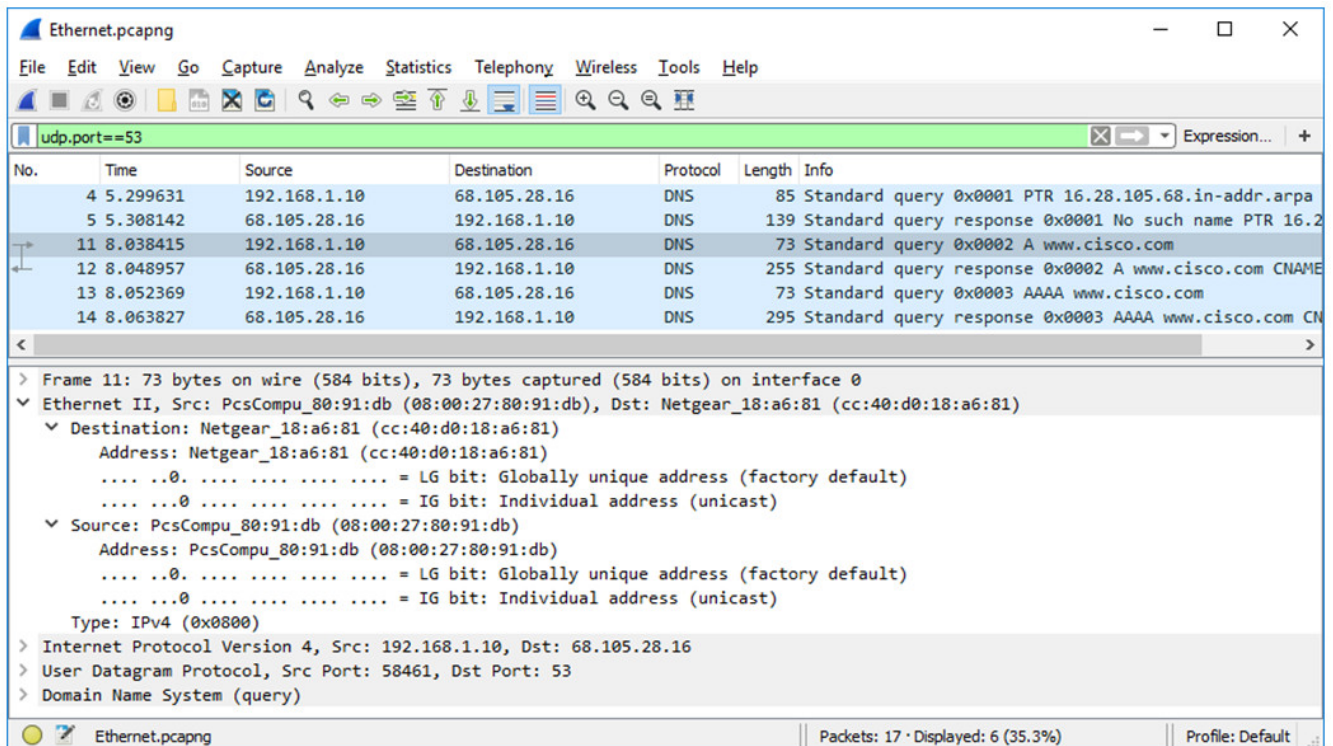 Ethernet.pcapng
File Edit View Go Capture Analyze Statistics Telephony Wireless Tools Help
udp.port==53 Expression... +
No. Time Source Destination Protocol Length Info
4 5.299631 192.168.1.10 68.105.28.16 DNS 85 Standard query 0x0001 PTR 16.28.105.68.in-addr.arpa
5 5.308142 68.105.28.16 192.168.1.10 DNS 139 Standard query response 0x0001 No such name PTR 16.2
11 8.038415 192.168.1.10 68.105.28.16 DNS 73 Standard query 0x0002 A www.cisco.com
12 8.048957 68.105.28.16 192.168.1.10 DNS 255 Standard query response 0x0002 A www.cisco.com CNAME
13 8.052369 192.168.1.10 68.105.28.16 DNS 73 Standard query 0x0003 AAAA www.cisco.com
14 8.063827 68.105.28.16 192.168.1.10 DNS 295 Standard query response 0x0003 AAAA www.cisco.com CN
Frame 11: 73 bytes on wire (584 bits), 73 bytes captured (584 bits) on interface 0
Ethernet II, Src: PcsCompu_80:91:db (08:00:27:80:91:db), Dst: Netgear_18:a6:81 (cc:40:d0:18:a6:81)
Destination: Netgear_18:a6:81 (cc:40:d0:18:a6:81)
Address: Netgear_18:a6:81 (cc:40:d0:18:a6:81)
.... ..0. .... .... .... .... = LG bit: Globally unique address (factory default)
.... ...0 .... .... .... .... = IG bit: Individual address (unicast)
Source: PcsCompu_80:91:db (08:00:27:80:91:db)
Address: PcsCompu_80:91:db (08:00:27:80:91:db)
.... ..0. .... .... .... .... = LG bit: Globally unique address (factory default)
.... ...0 .... .... .... .... = IG bit: Individual address (unicast)
Type: IPv4 (0x0800)
Internet Protocol Version 4, Src: 192.168.1.10, Dst: 68.105.28.16
User Datagram Protocol, Src Port: 58461, Dst Port: 53
Domain Name System (query)
Ethernet.pcapng Packets: 17 · Displayed: 6 (35.3%) Profile: Default